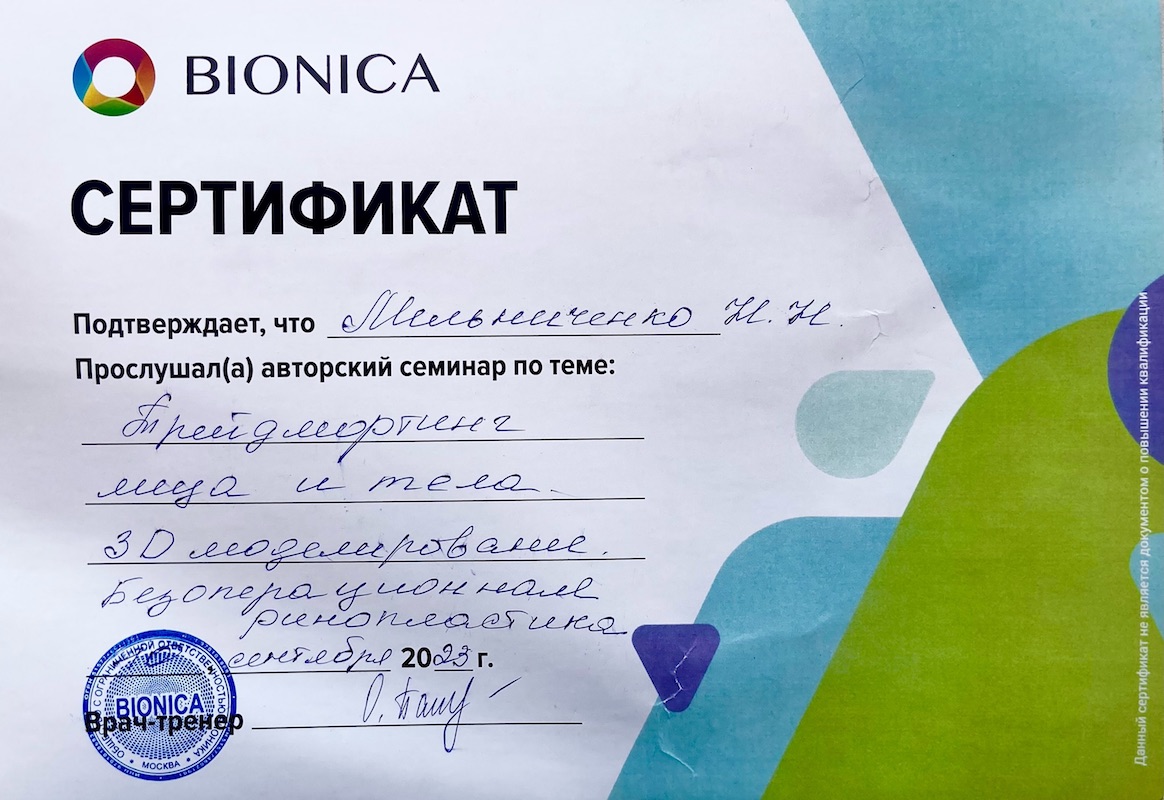 BIONICA
СЕРТИФИКАТ
Подтверждает, что Мельниченко Н. Н.
Прослушал(а) авторский семинар по теме:
Трейдмортинг
лица и тела.
3D моделирование.
Безоперационная
ринопластика
сентября 2023 г.
Врач-тренер
BIONICA
МОСКВА
Данный сертификат не является документом о повышении квалификации